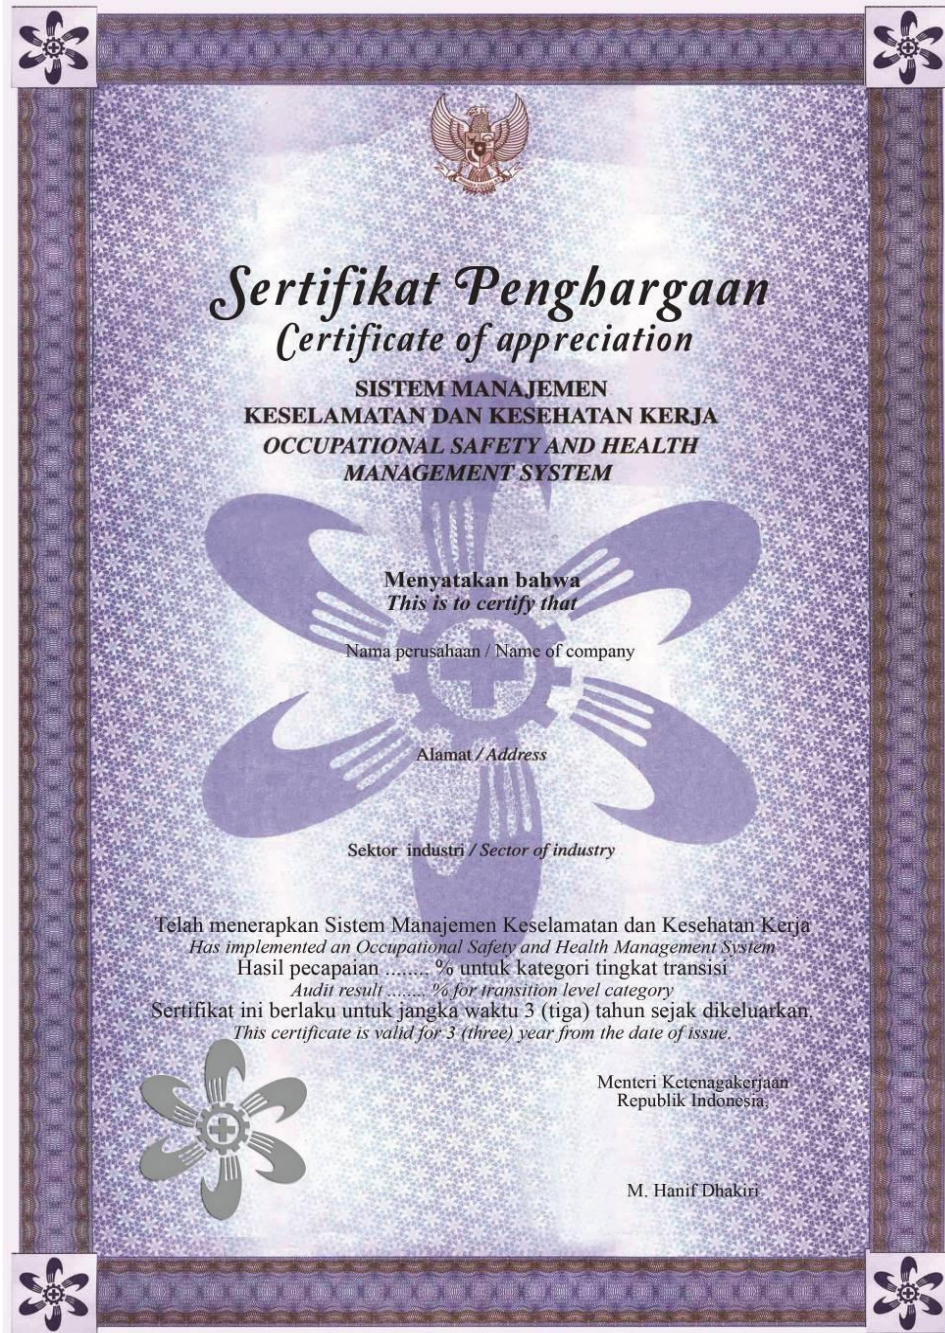 Sertifikat Penghargaan
Certificate of appreciation
SISTEM MANAJEMEN
KESELAMATAN DAN KESEHATAN KERJA
OCCUPATIONAL SAFETY AND HEALTH
MANAGEMENT SYSTEM
Menyatakan bahwa
This is to certify that
Nama perusahaan / Name of company
Alamat / Address
Sektor industri / Sector of industry
Telah menerapkan Sistem Manajemen Keselamatan dan Kesehatan Kerja
Has implemented an Occupational Safety and Health Management System
Hasil pecapaian ........ % untuk kategori tingkat transisi
Audit result ........ % for transition level category
Sertifikat ini berlaku untuk jangka waktu 3 (tiga) tahun sejak dikeluarkan.
This certificate is valid for 3 (three) year from the date of issue.
Menteri Ketenagakerjaan
Republik Indonesia,
M. Hanif Dhakiri